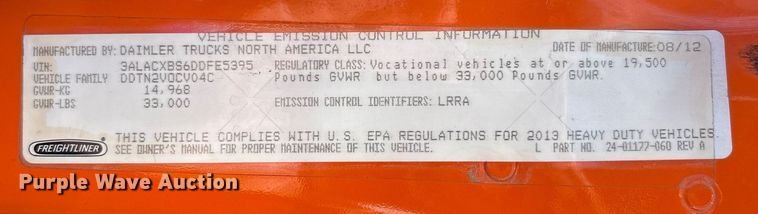 VEHICLE EMISSION CONTROL INFORMATION
MANUFACTURED BY: DAIMLER TRUCKS NORTH AMERICA LLC DATE OF MANUFACTURE: 08/12
VIN: 3ALACXBS6DDFE5395 REGULATORY CLASS: Vocational vehicles at or above 19,500
VEHICLE FAMILY DDTN2VOCV04C Pounds GVWR but below 33,000 Pounds GVWR.
GVWR-KG 14,968
GVWR-LBS 33,000 EMISSION CONTROL IDENTIFIERS: LRRA
THIS VEHICLE COMPLIES WITH U.S. EPA REGULATIONS FOR 2013 HEAVY DUTY VEHICLES.
FREIGHTLINER SEE OWNER'S MANUAL FOR PROPER MAINTENANCE OF THIS VEHICLE. L PART NO. 24-01177-060 REV A
Purple Wave Auction